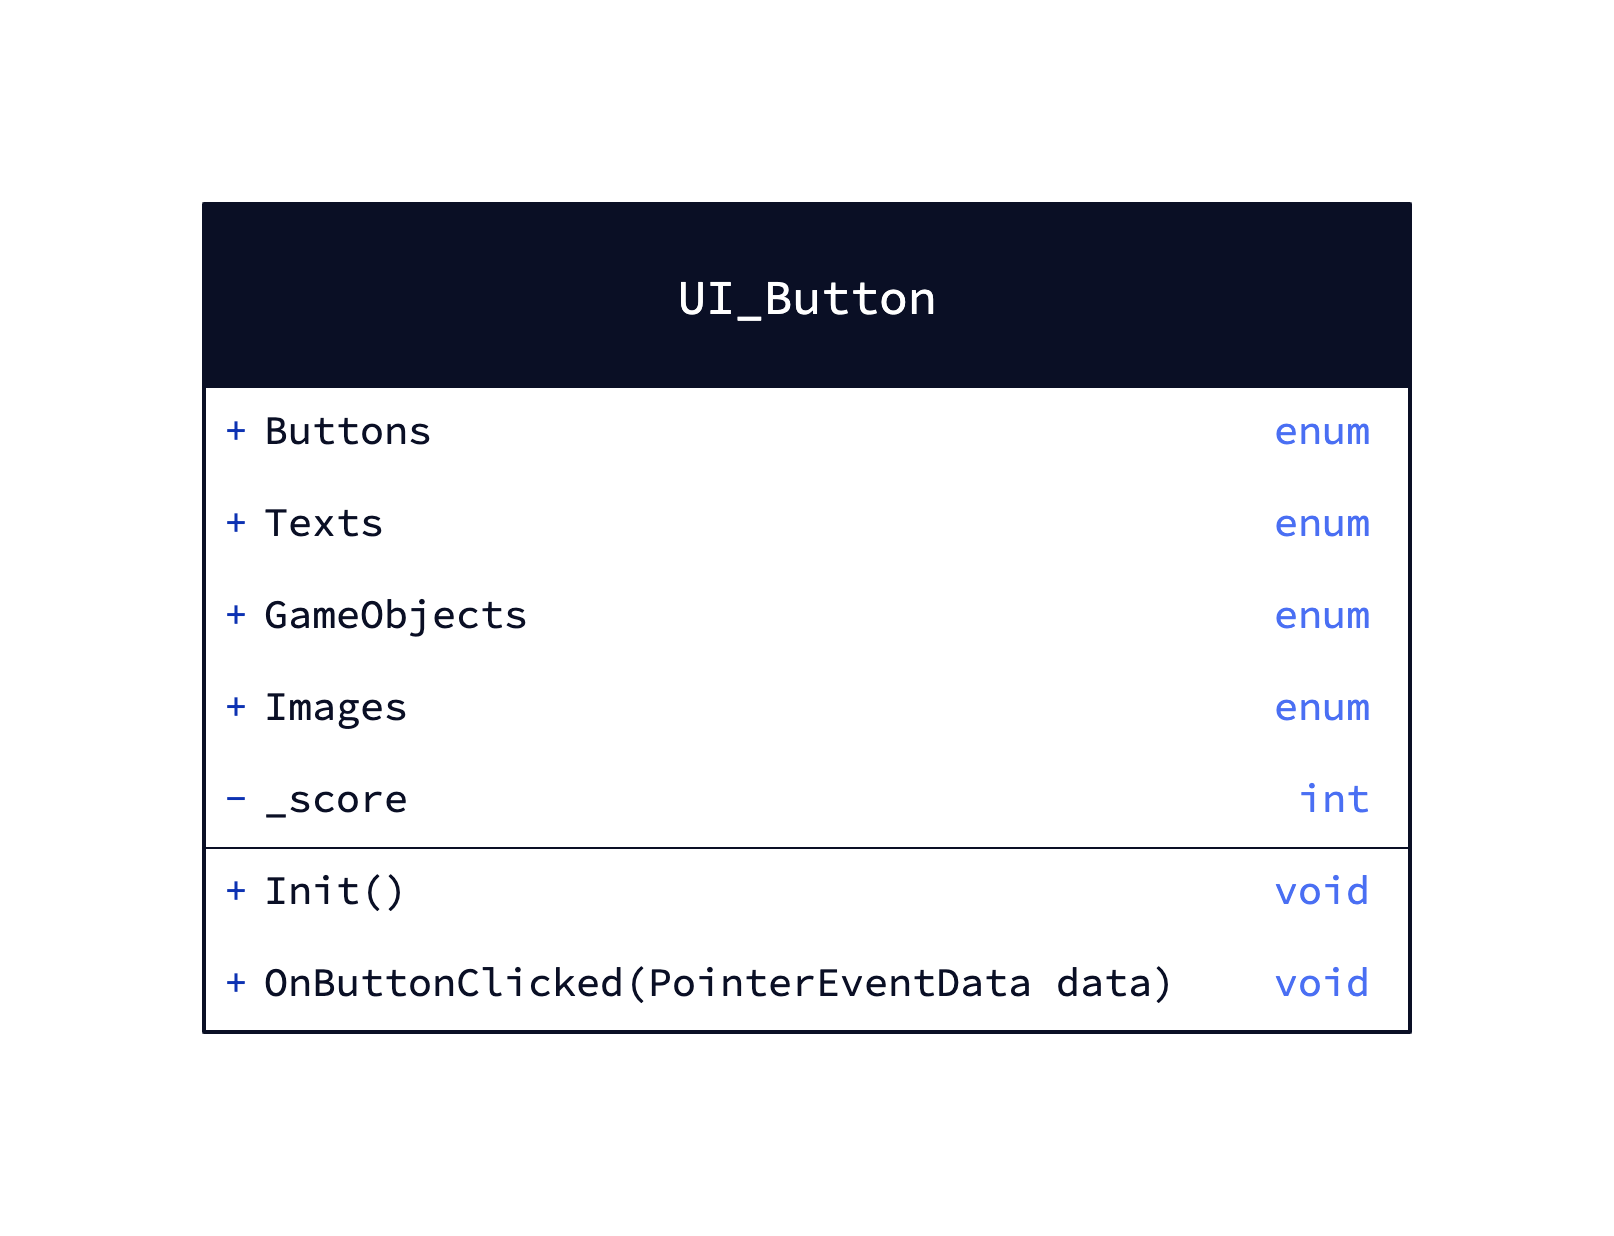 UI_Button
+ Buttons enum
+ Texts enum
+ GameObjects enum
+ Images enum
- _score int
+ Init() void
+ OnButtonClicked(PointerEventData data) void